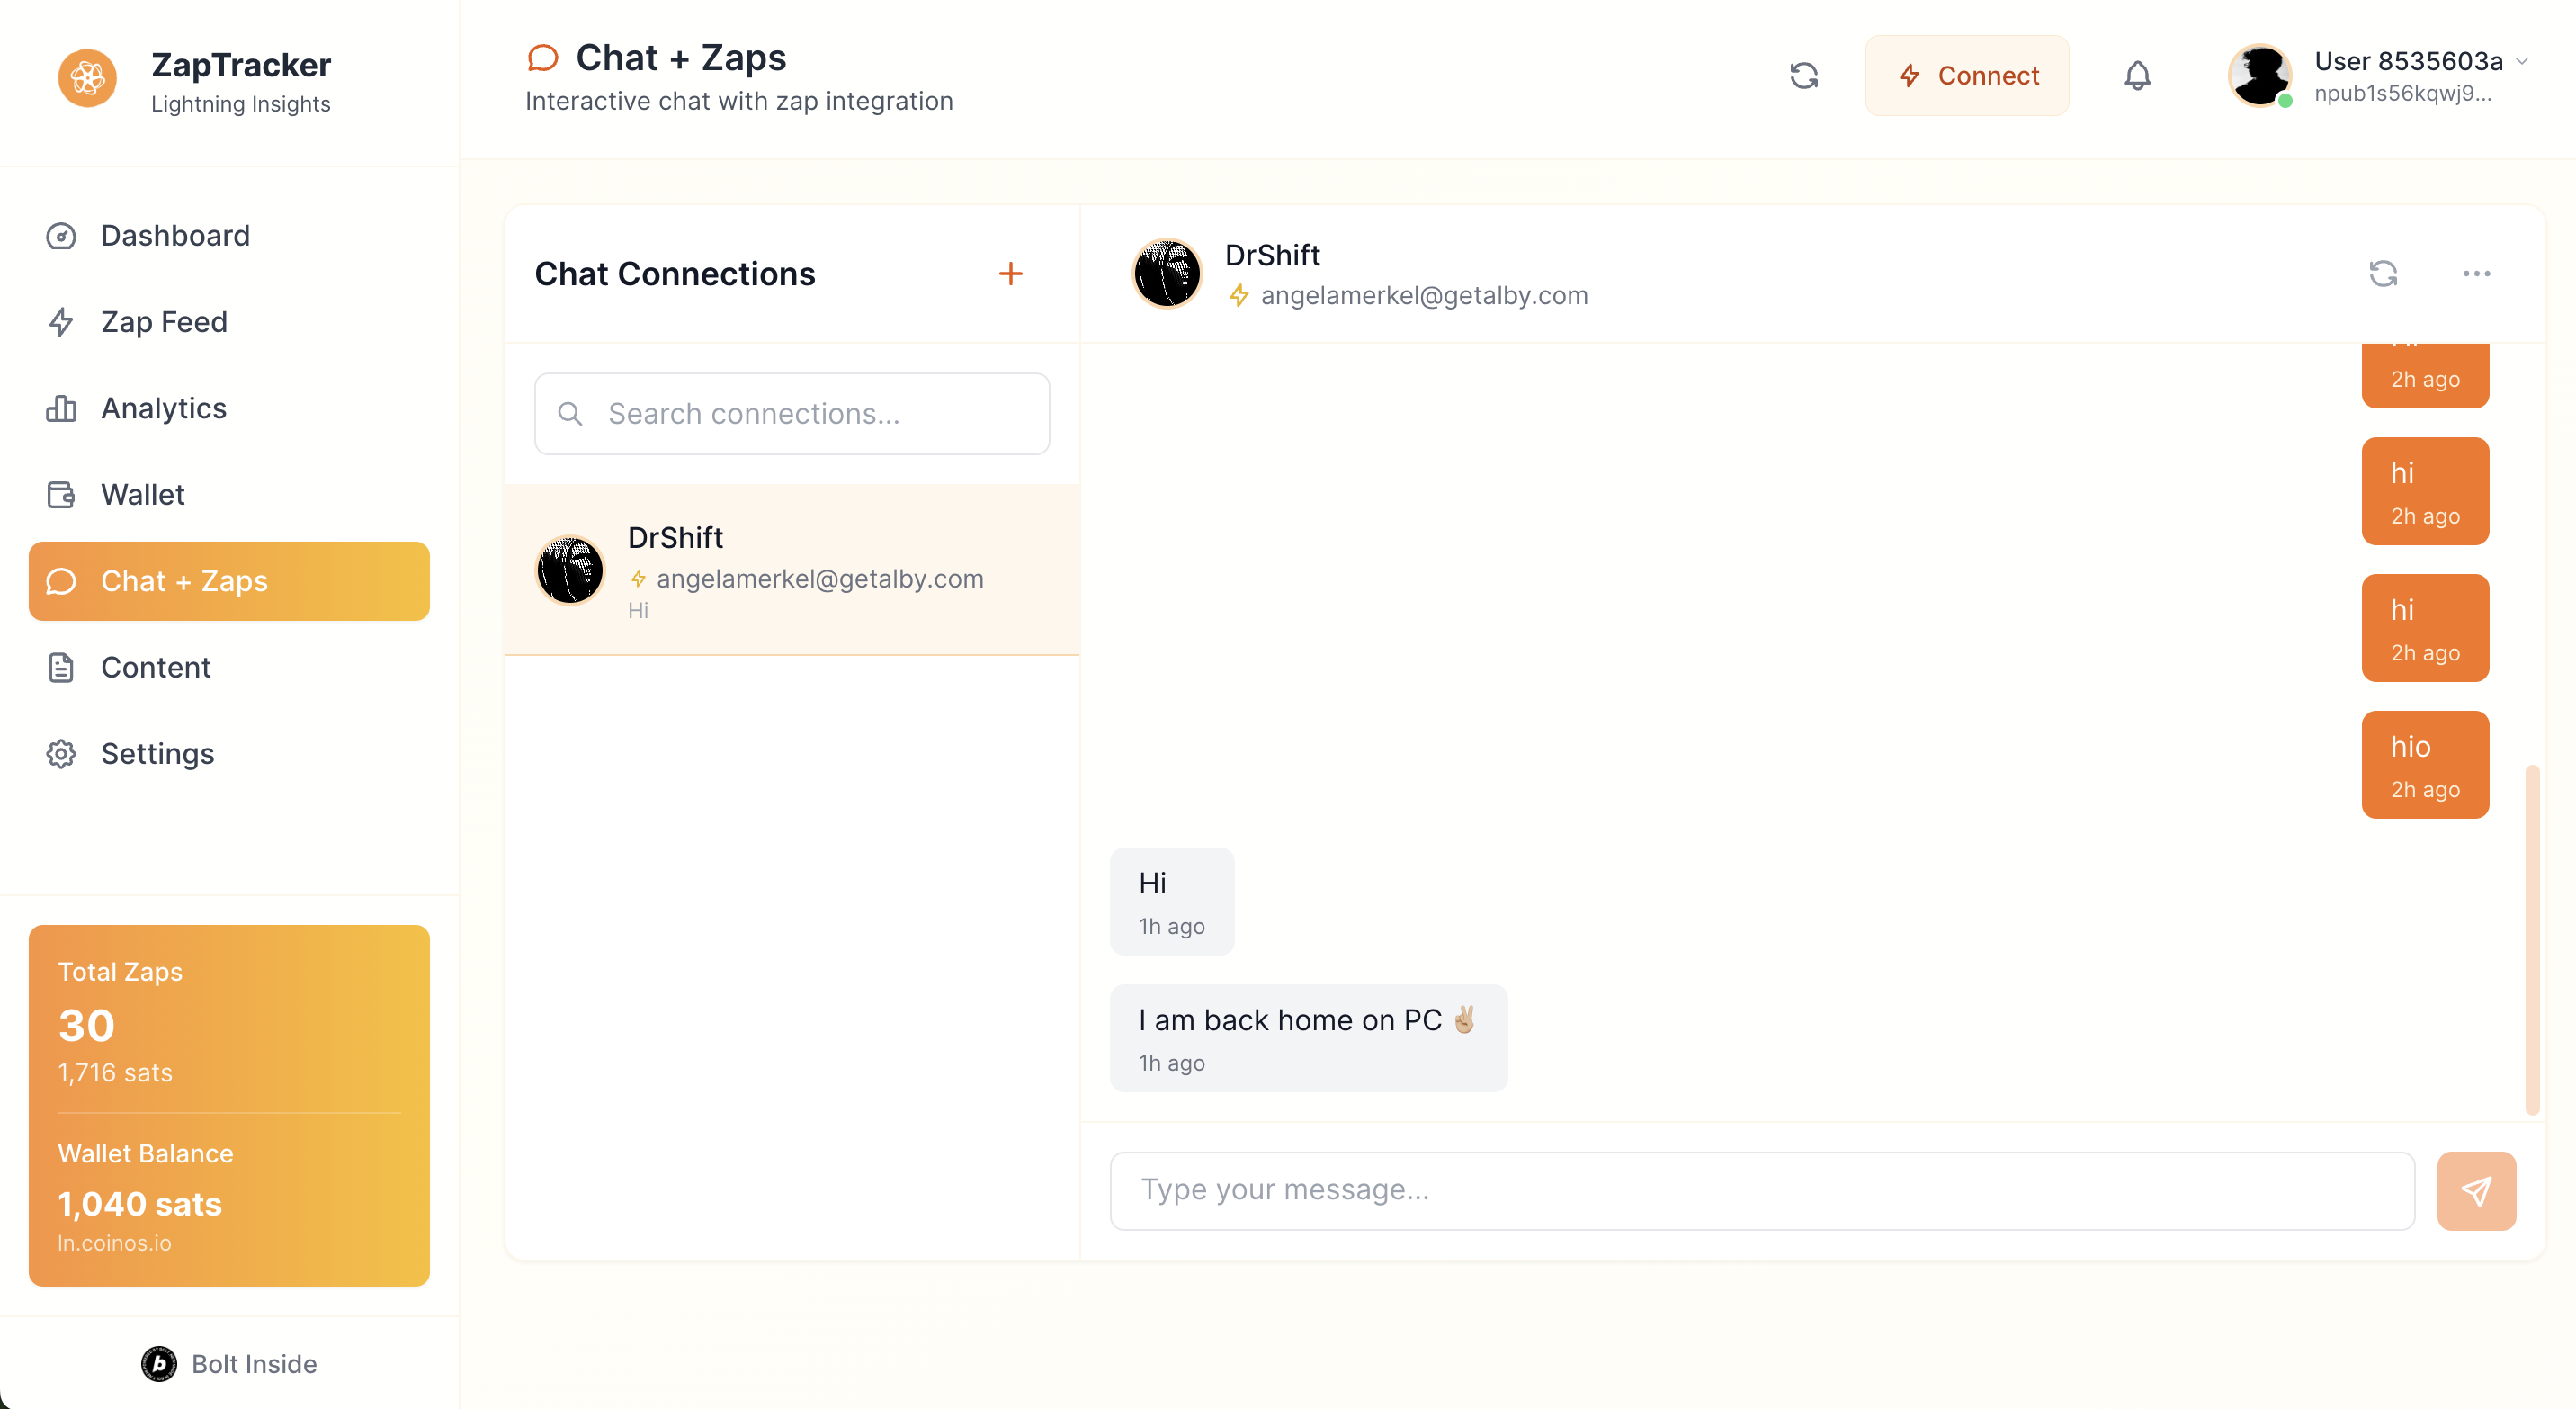 ZapTracker
Lightning Insights
Dashboard
Zap Feed
Analytics
Wallet
Chat + Zaps
Content
Settings
Total Zaps
30
1,716 sats
Wallet Balance
1,040 sats
ln.coinos.io
Bolt Inside
Chat + Zaps
Interactive chat with zap integration
Connect
User 8535603a
npub1s56kqwj9...
Chat Connections
Search connections...
DrShift
angelamerkel@getalby.com
Hi
DrShift
angelamerkel@getalby.com
2h ago
hi
2h ago
hi
2h ago
hio
2h ago
Hi
1h ago
I am back home on PC ✌🏼
1h ago
Type your message...